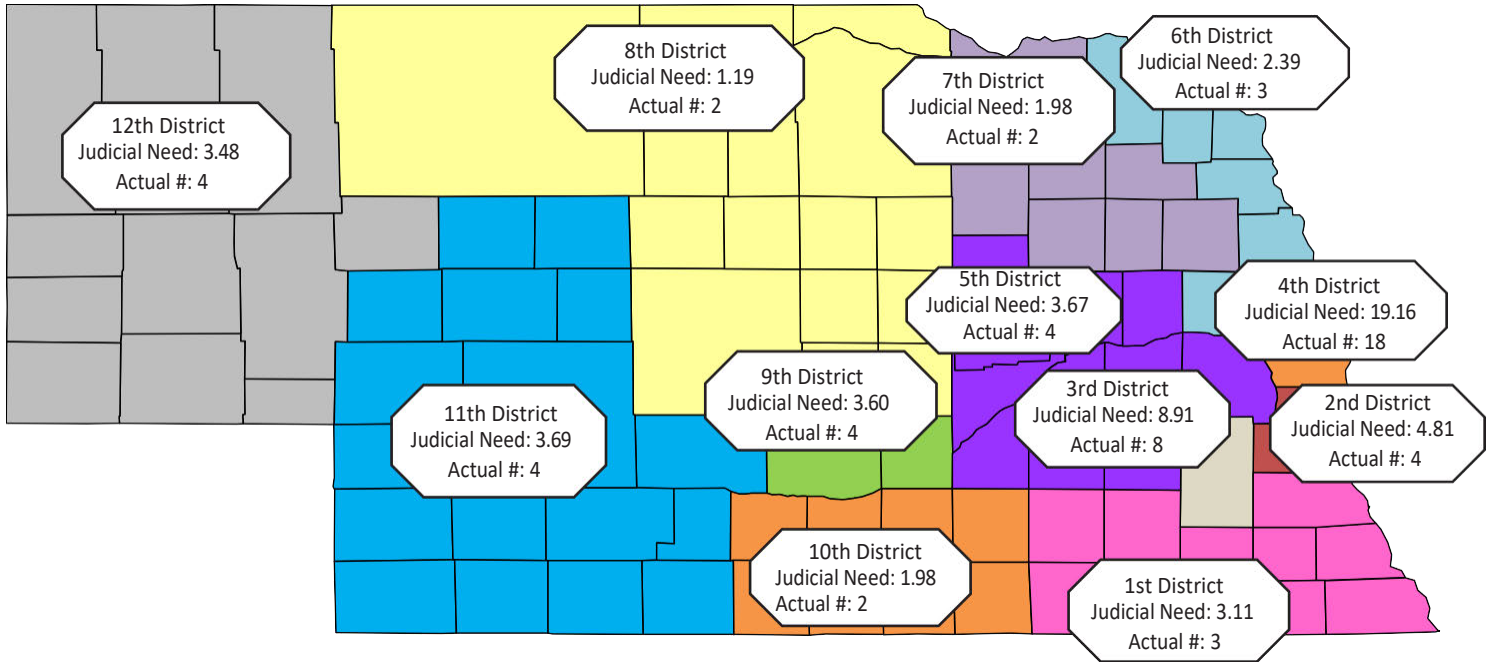 8th District
Judicial Need: 1.19
Actual #: 2
6th District
Judicial Need: 2.39
Actual #: 3
7th District
Judicial Need: 1.98
Actual #: 2
12th District
Judicial Need: 3.48
Actual #: 4
5th District
Judicial Need: 3.67
Actual #: 4
4th District
Judicial Need: 19.16
Actual #: 18
9th District
Judicial Need: 3.60
Actual #: 4
3rd District
Judicial Need: 8.91
Actual #: 8
2nd District
Judicial Need: 4.81
Actual #: 4
11th District
Judicial Need: 3.69
Actual #: 4
10th District
Judicial Need: 1.98
Actual #: 2
1st District
Judicial Need: 3.11
Actual #: 3